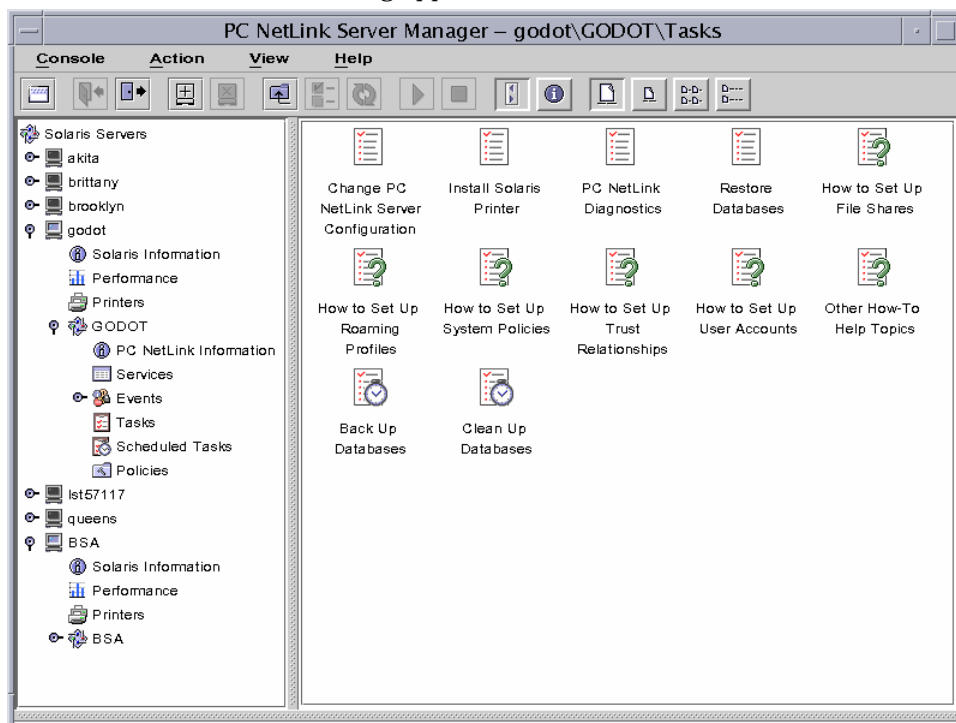 PC NetLink Server Manager – godot\GODOT\Tasks
Console Action View Help
Solaris Servers
akita
brittany
brooklyn
godot
Solaris Information
Performance
Printers
GODOT
PC NetLink Information
Services
Events
Tasks
Scheduled Tasks
Policies
lst57117
queens
BSA
Solaris Information
Performance
Printers
BSA
Change PC
NetLink Server
Configuration
Install Solaris
Printer
PC NetLink
Diagnostics
Restore
Databases
How to Set Up
File Shares
How to Set Up
Roaming
Profiles
How to Set Up
System Policies
How to Set Up
Trust
Relationships
How to Set Up
User Accounts
Other How-To
Help Topics
Back Up
Databases
Clean Up
Databases